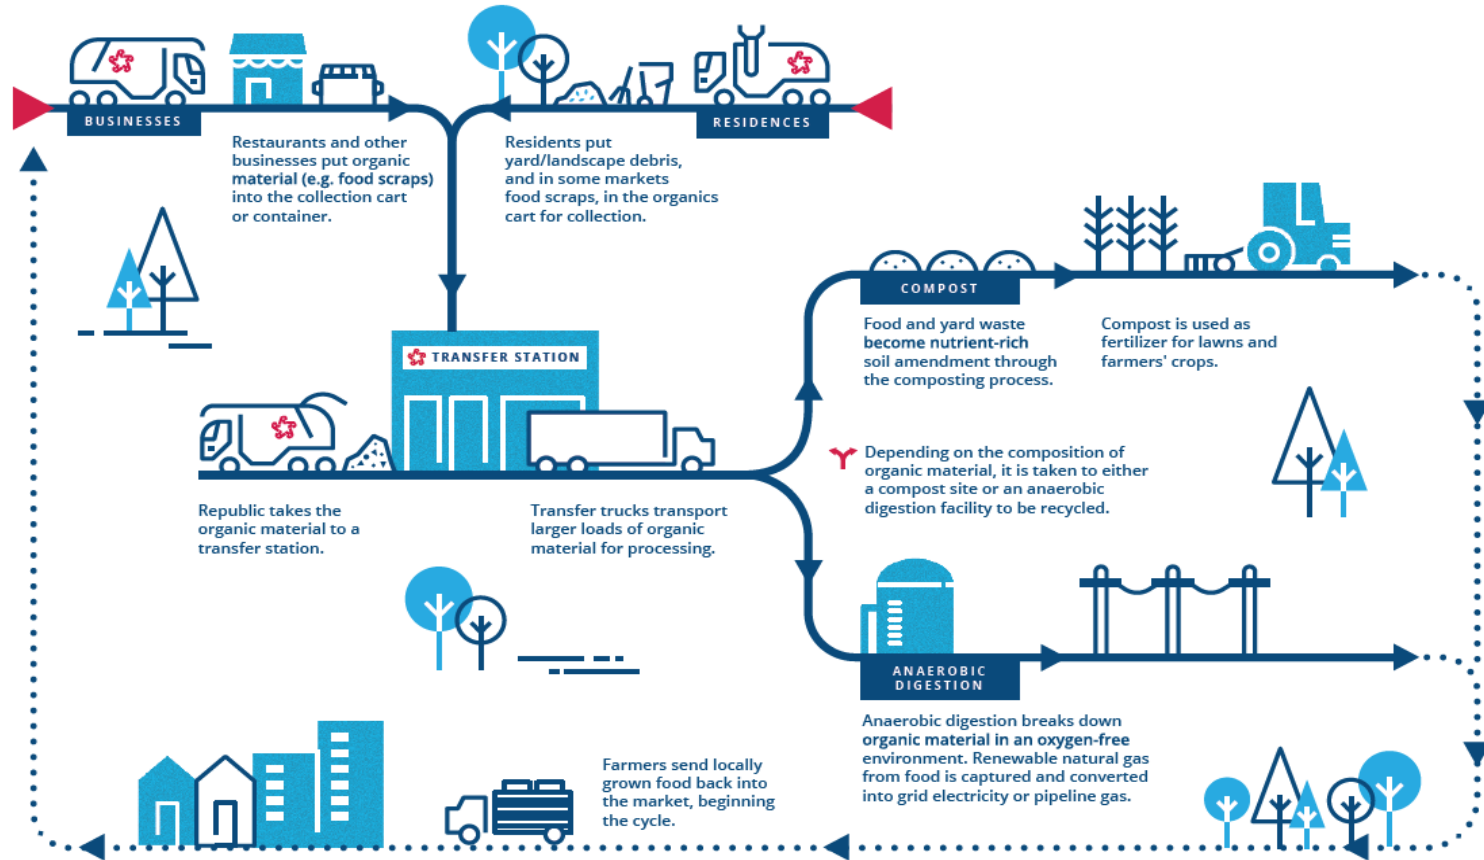 BUSINESSES
Restaurants and other
businesses put organic
material (e.g. food scraps)
into the collection cart
or container.
RESIDENCES
Residents put
yard/landscape debris,
and in some markets
food scraps, in the organics
cart for collection.
TRANSFER STATION
Republic takes the
organic material to a
transfer station.
Transfer trucks transport
larger loads of organic
material for processing.
COMPOST
Food and yard waste
become nutrient-rich
soil amendment through
the composting process.
Compost is used as
fertilizer for lawns and
farmers' crops.
Depending on the composition of
organic material, it is taken to either
a compost site or an anaerobic
digestion facility to be recycled.
ANAEROBIC
DIGESTION
Anaerobic digestion breaks down
organic material in an oxygen-free
environment. Renewable natural gas
from food is captured and converted
into grid electricity or pipeline gas.
Farmers send locally
grown food back into
the market, beginning
the cycle.